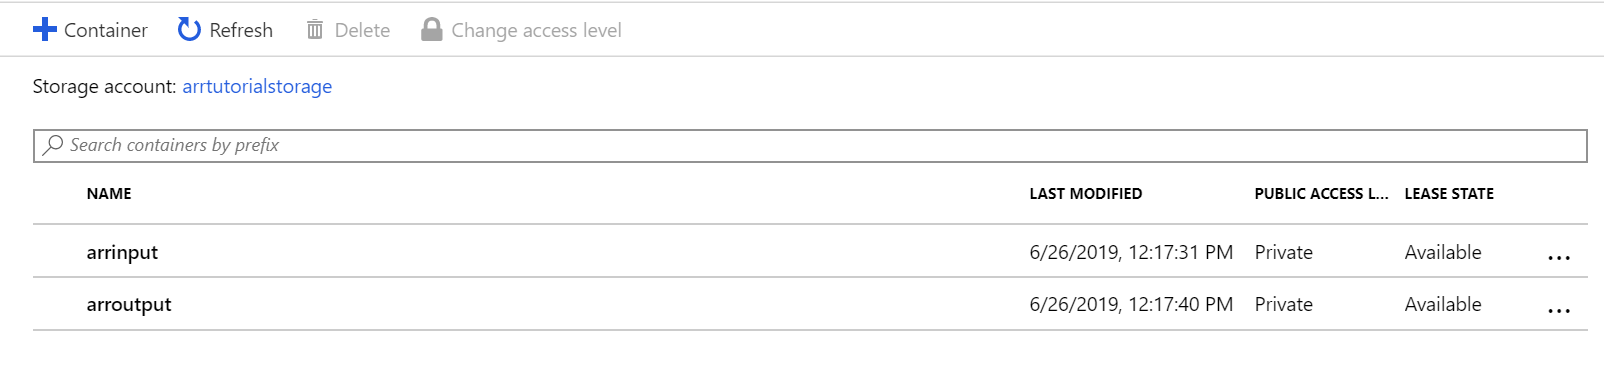 Container Refresh Delete Change access level
Storage account: arrtutorialstorage
Search containers by prefix
NAME LAST MODIFIED PUBLIC ACCESS L... LEASE STATE
arrinput 6/26/2019, 12:17:31 PM Private Available ...
arroutput 6/26/2019, 12:17:40 PM Private Available ...